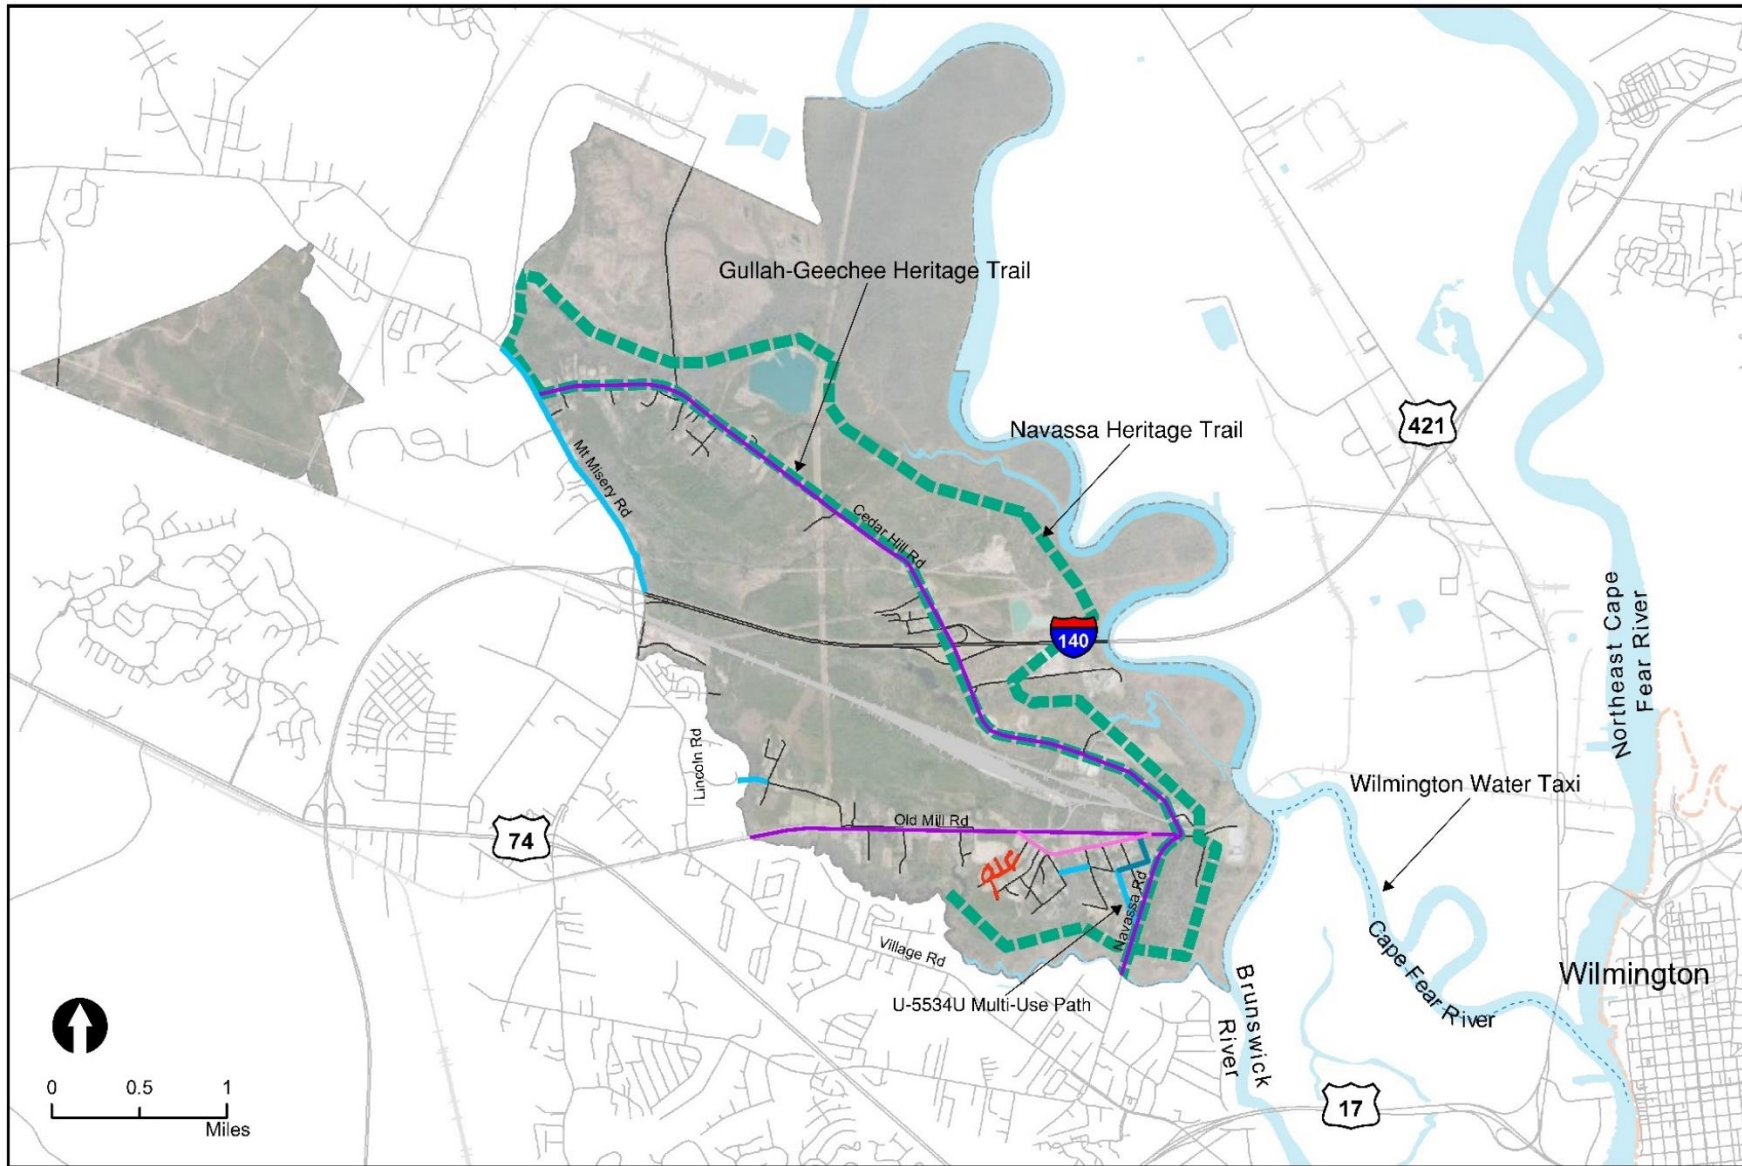 Gullah-Geechee Heritage Trail
Navassa Heritage Trail
421
Mt Misery Rd
Cedar Hill Rd
140
Northeast Cape
Fear River
Lincoln Rd
Wilmington Water Taxi
Old Mill Rd
74
Navassa Rd
Village Rd
Cape Fear River
Wilmington
U-5534U Multi-Use Path
Brunswick
River
0 0.5 1
Miles
17